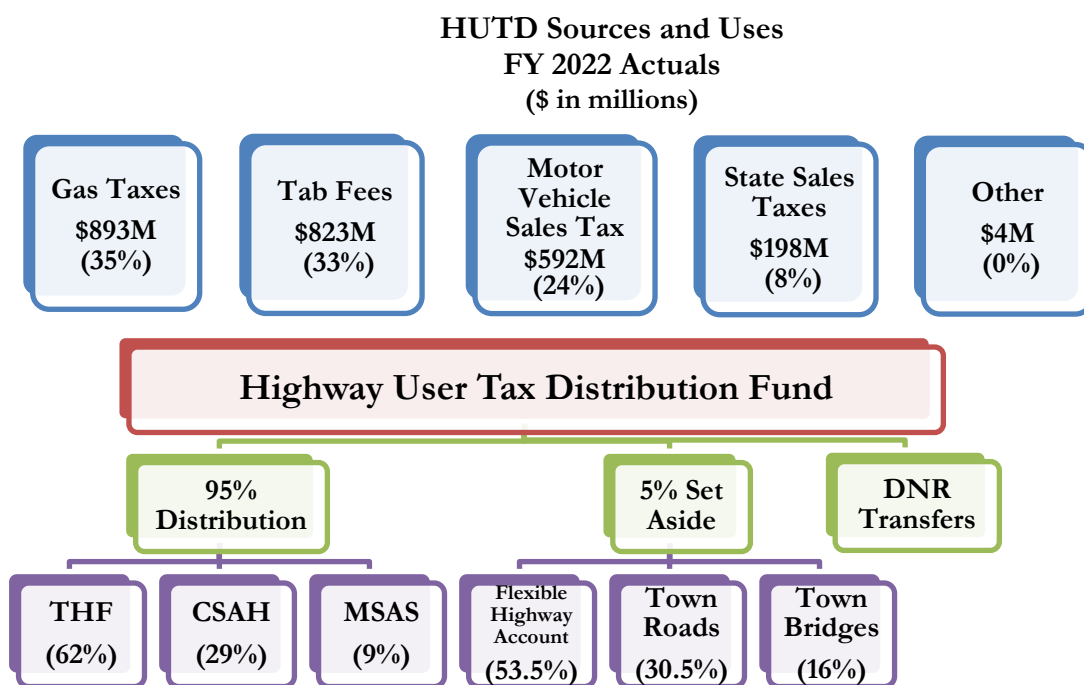 HUTD Sources and Uses
FY 2022 Actuals
($ in millions)
Gas Taxes
$893M
(35%)
Tab Fees
$823M
(33%)
Motor
Vehicle
Sales Tax
$592M
(24%)
State Sales
Taxes
$198M
(8%)
Other
$4M
(0%)
Highway User Tax Distribution Fund
95%
Distribution
5% Set
Aside
DNR
Transfers
THF
(62%)
CSAH
(29%)
MSAS
(9%)
Flexible
Highway
Account
(53.5%)
Town
Roads
(30.5%)
Town
Bridges
(16%)